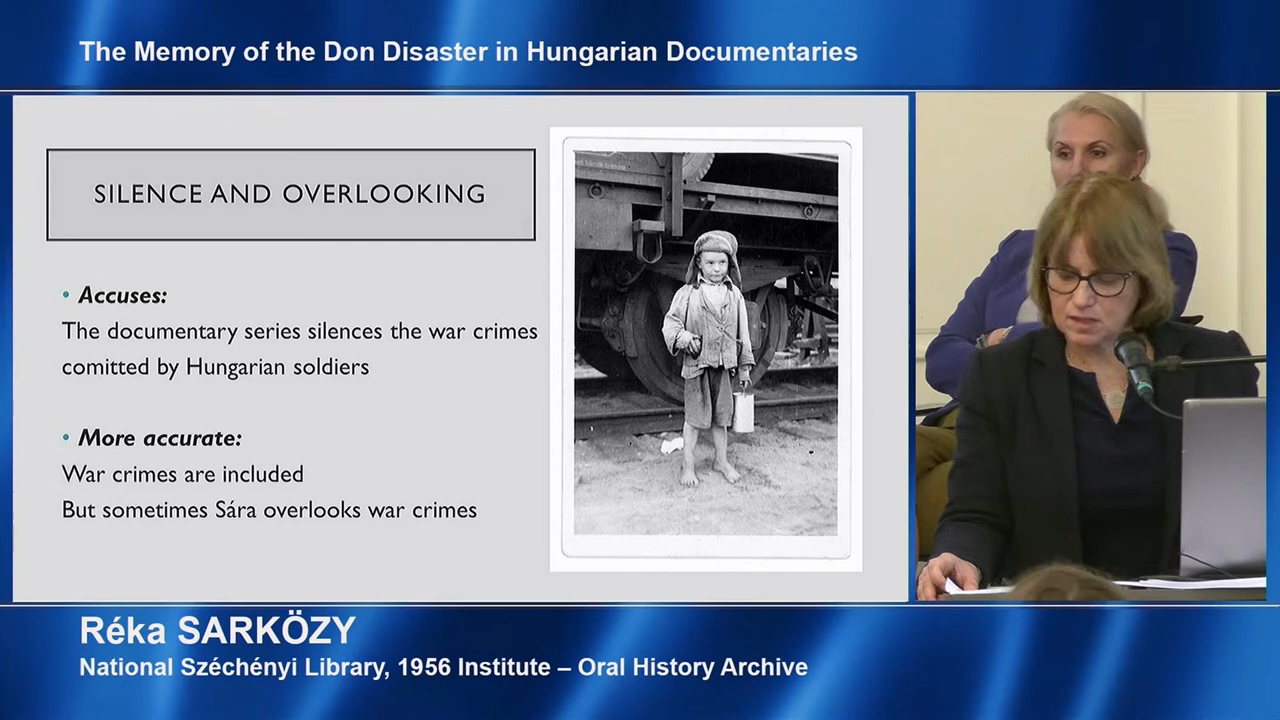 The Memory of the Don Disaster in Hungarian Documentaries
SILENCE AND OVERLOOKING
• Accuses:
The documentary series silences the war crimes
comitted by Hungarian soldiers
• More accurate:
War crimes are included
But sometimes Sára overlooks war crimes
Réka SARKÖZY
National Széchényi Library, 1956 Institute – Oral History Archive